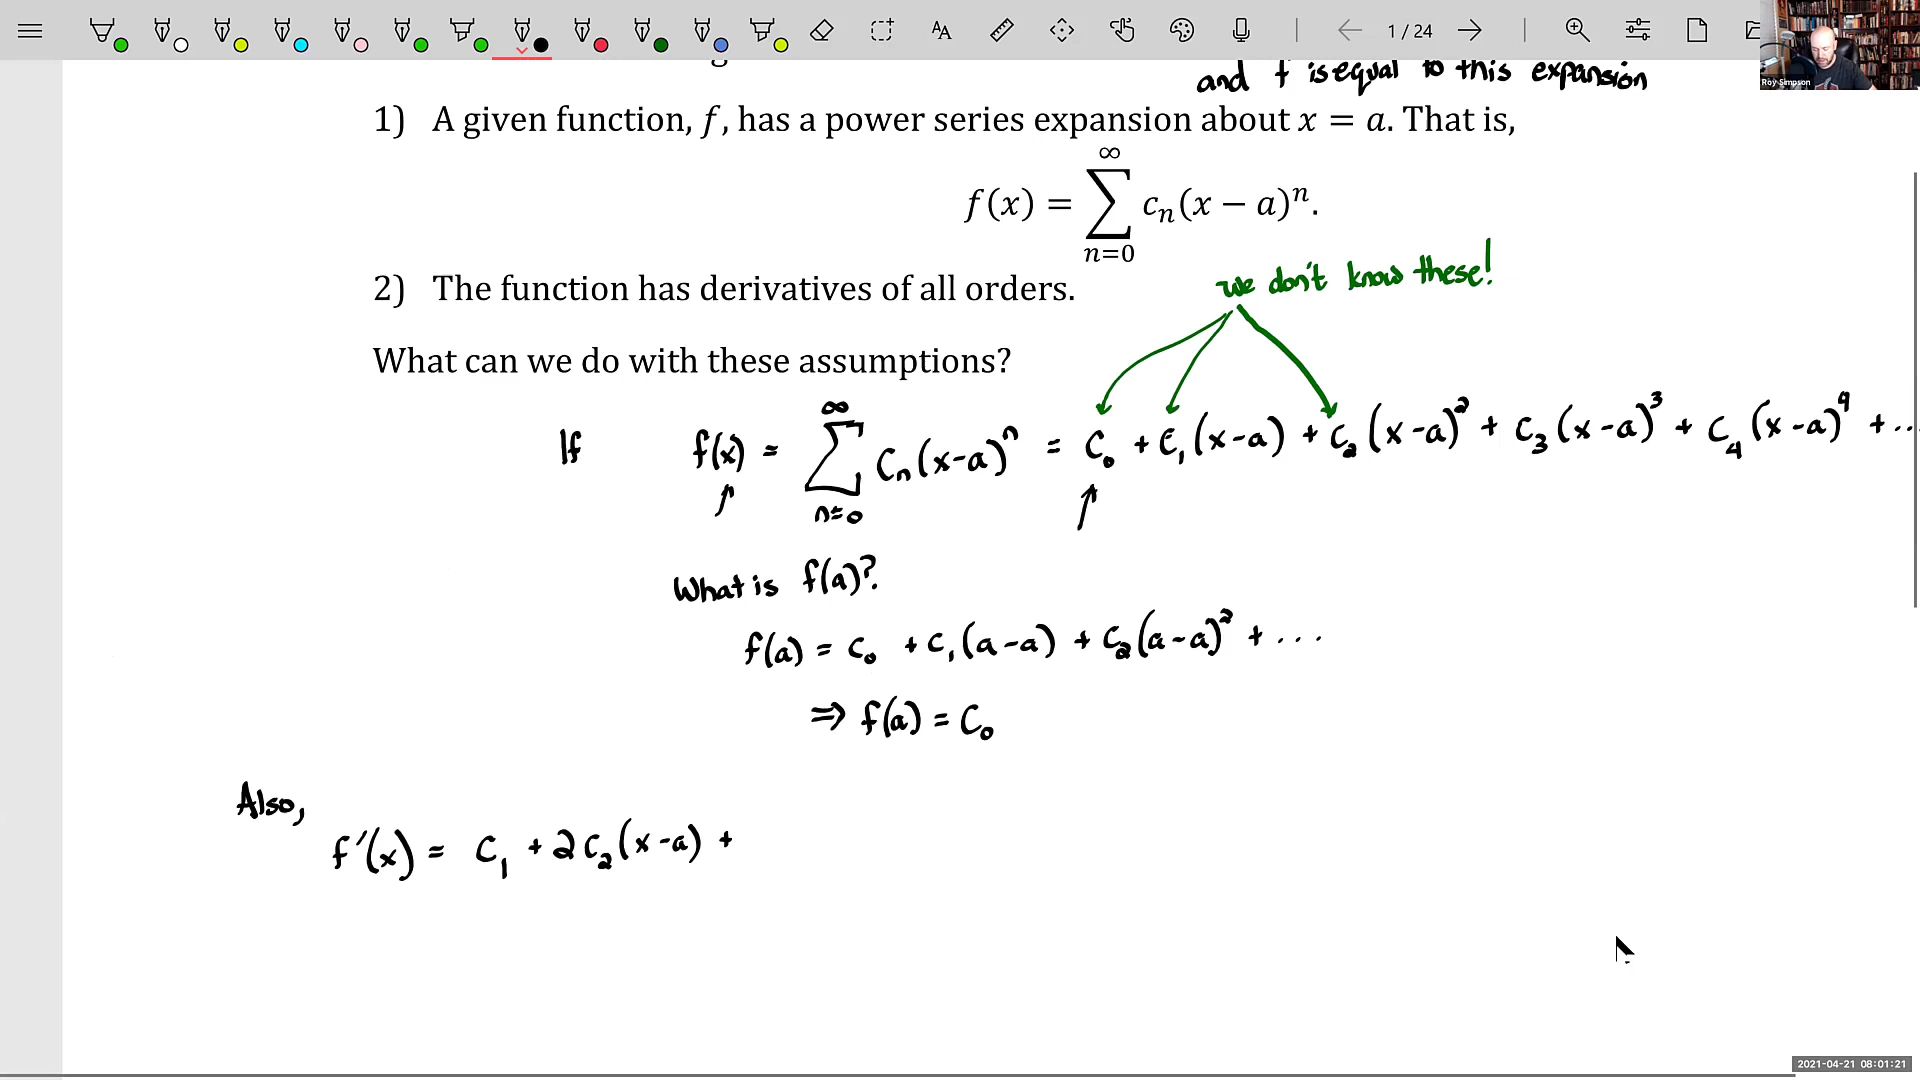 1 / 24
Roy Simpson
and f is equal to this expansion
1) A given function, f, has a power series expansion about x = a. That is,
f(x) = ∑_{n=0}^{∞} c_n(x − a)^n.
we don't know these!
2) The function has derivatives of all orders.
What can we do with these assumptions?
If f(x) = ∑_{n=0}^{∞} C_n(x-a)^n = C_0 + C_1(x-a) + C_2(x-a)^2 + C_3(x-a)^3 + C_4(x-a)^4 + ...
What is f(a)?
f(a) = C_0 + C_1(a-a) + C_2(a-a)^2 + ...
⇒ f(a) = C_0
Also,
f'(x) = C_1 + 2C_2(x-a) +
2021-04-21 08:01:21